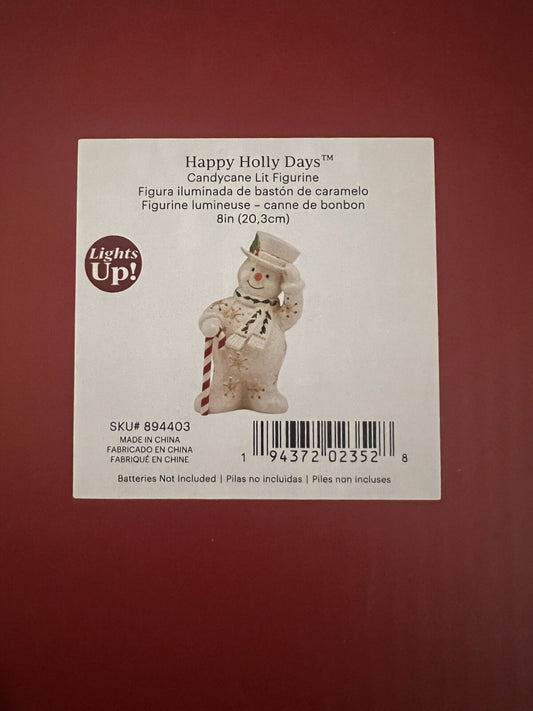 Happy Holly Days™
Candycane Lit Figurine
Figura iluminada de bastón de caramelo
Figurine lumineuse – canne de bonbon
8in (20,3cm)
Lights
Up!
SKU# 894403
MADE IN CHINA
FABRICADO EN CHINA
FABRIQUÉ EN CHINE
1 94372 02352 8
Batteries Not Included | Pilas no incluidas | Piles non incluses